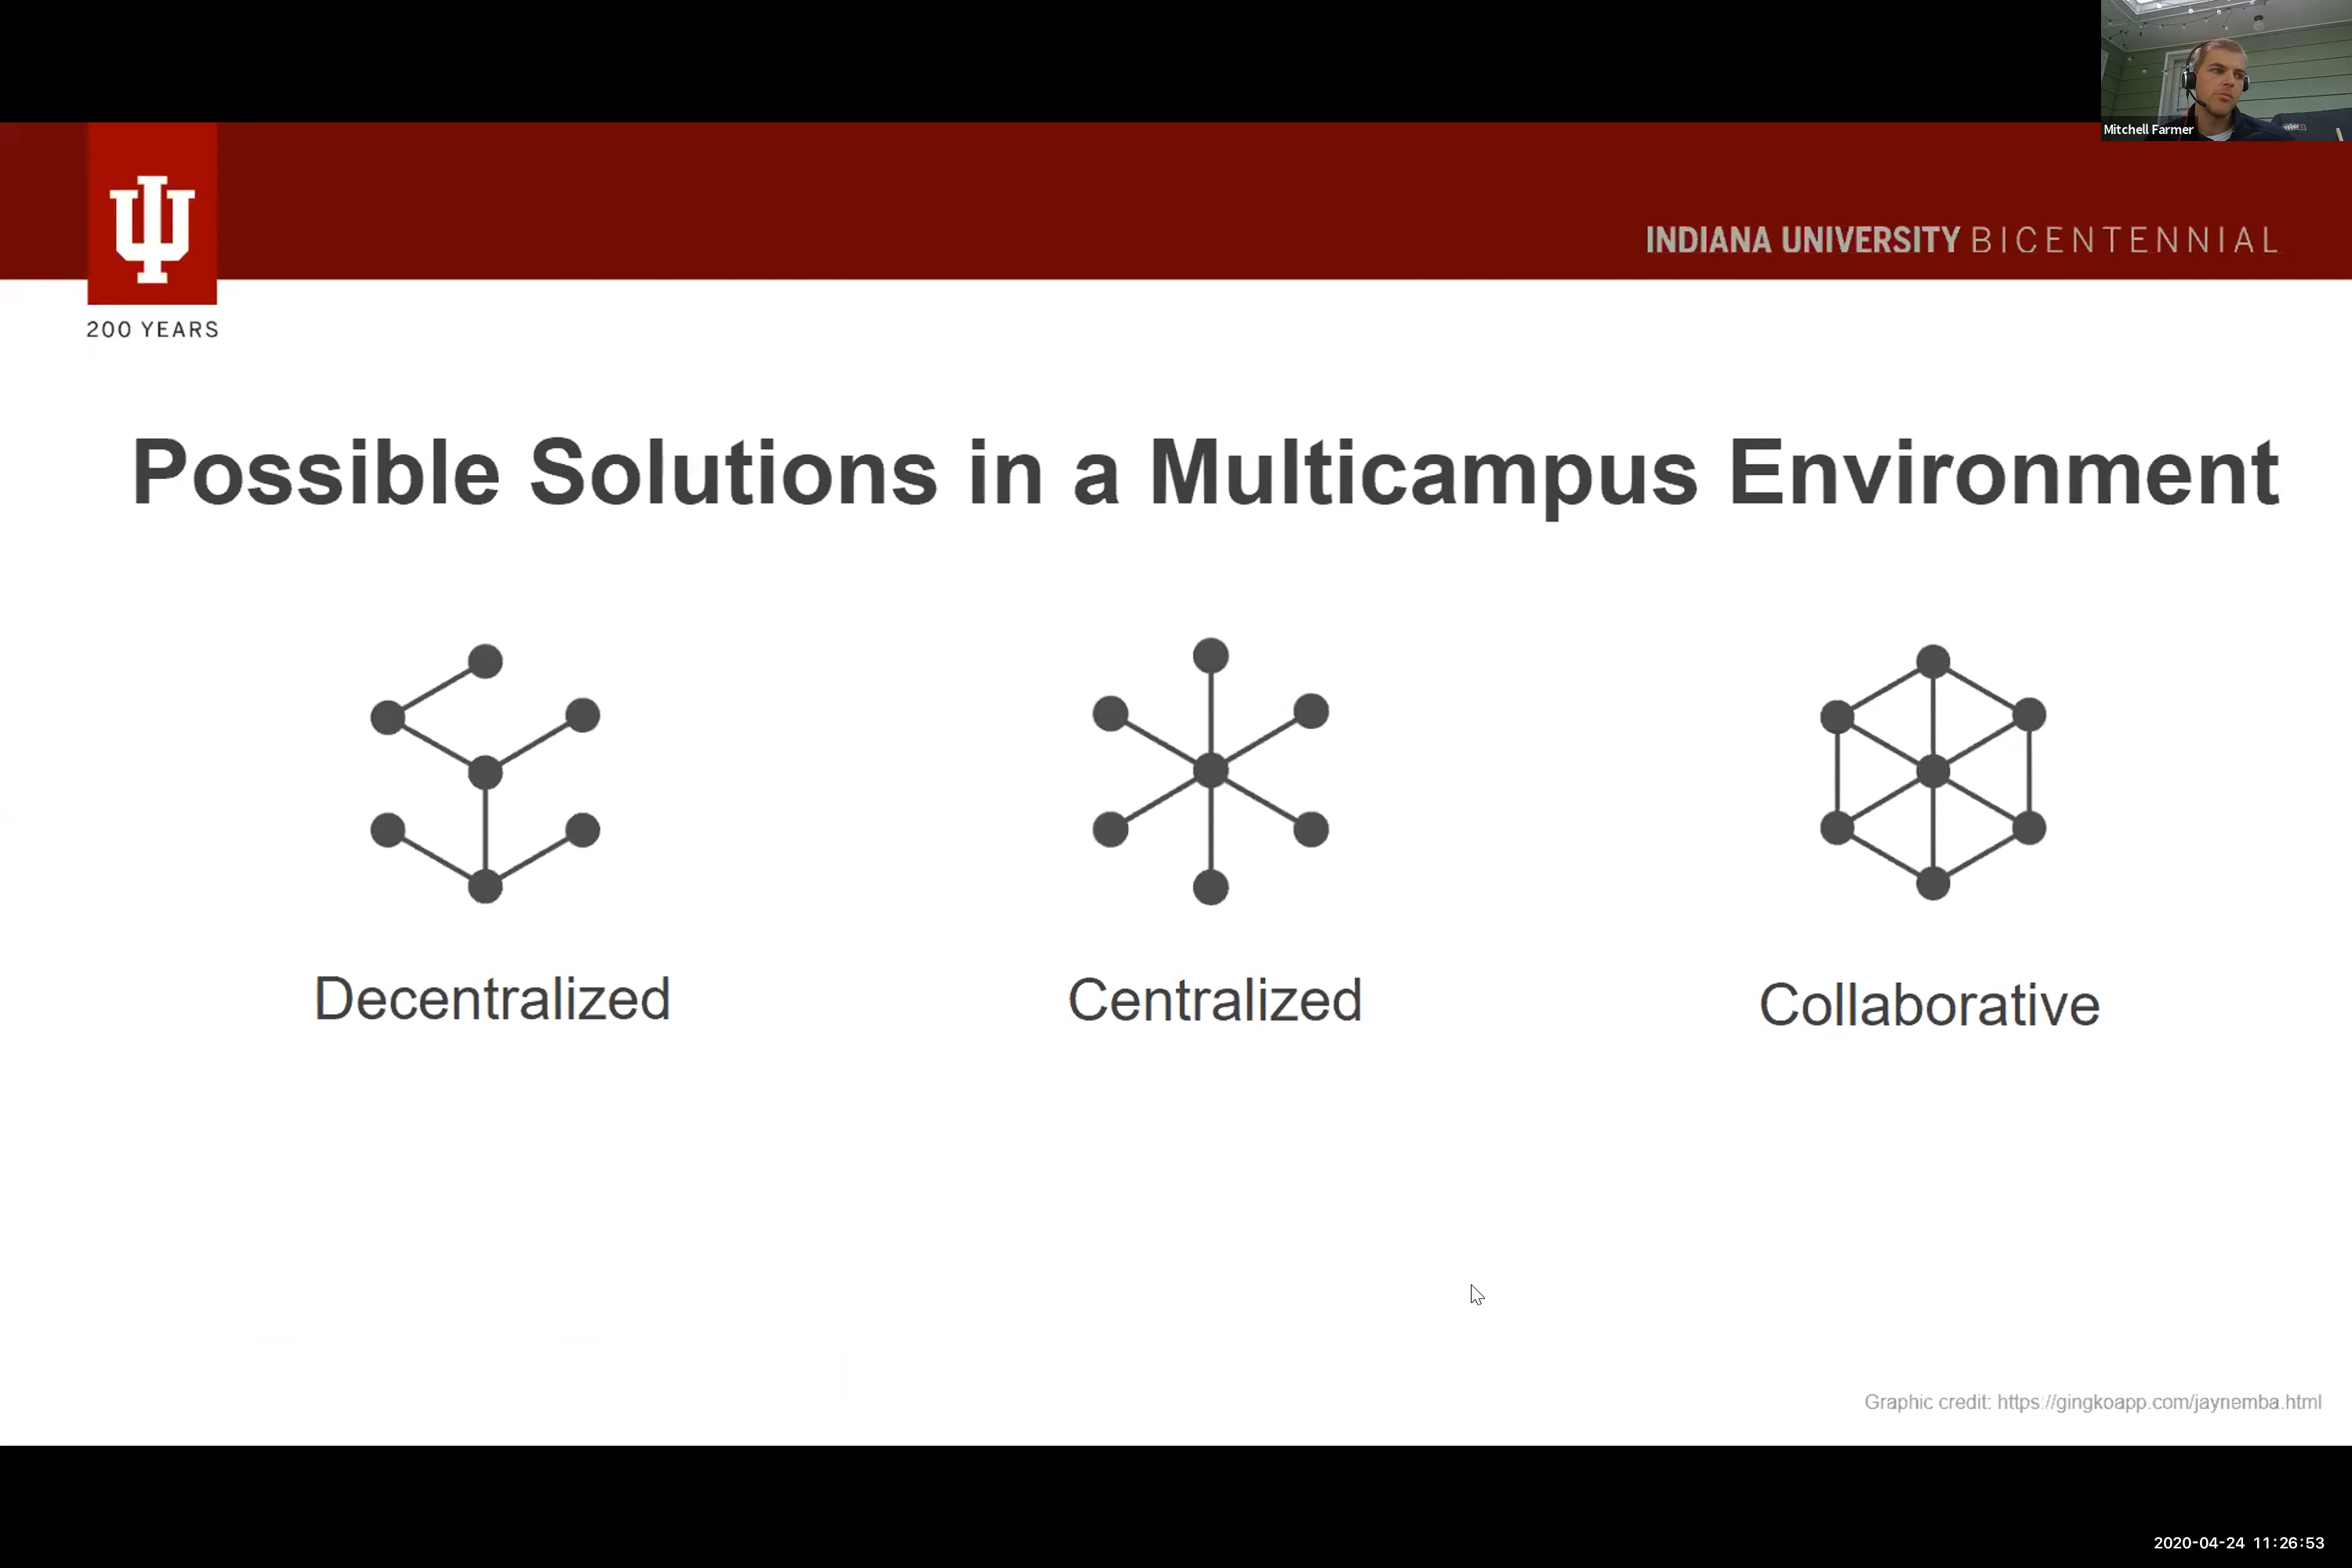 Mitchell Farmer
INDIANA UNIVERSITY BICENTENNIAL
200 YEARS
Possible Solutions in a Multicampus Environment
Decentralized
Centralized
Collaborative
Graphic credit: https://gingkoapp.com/jaynemba.html
2020-04-24 11:26:53